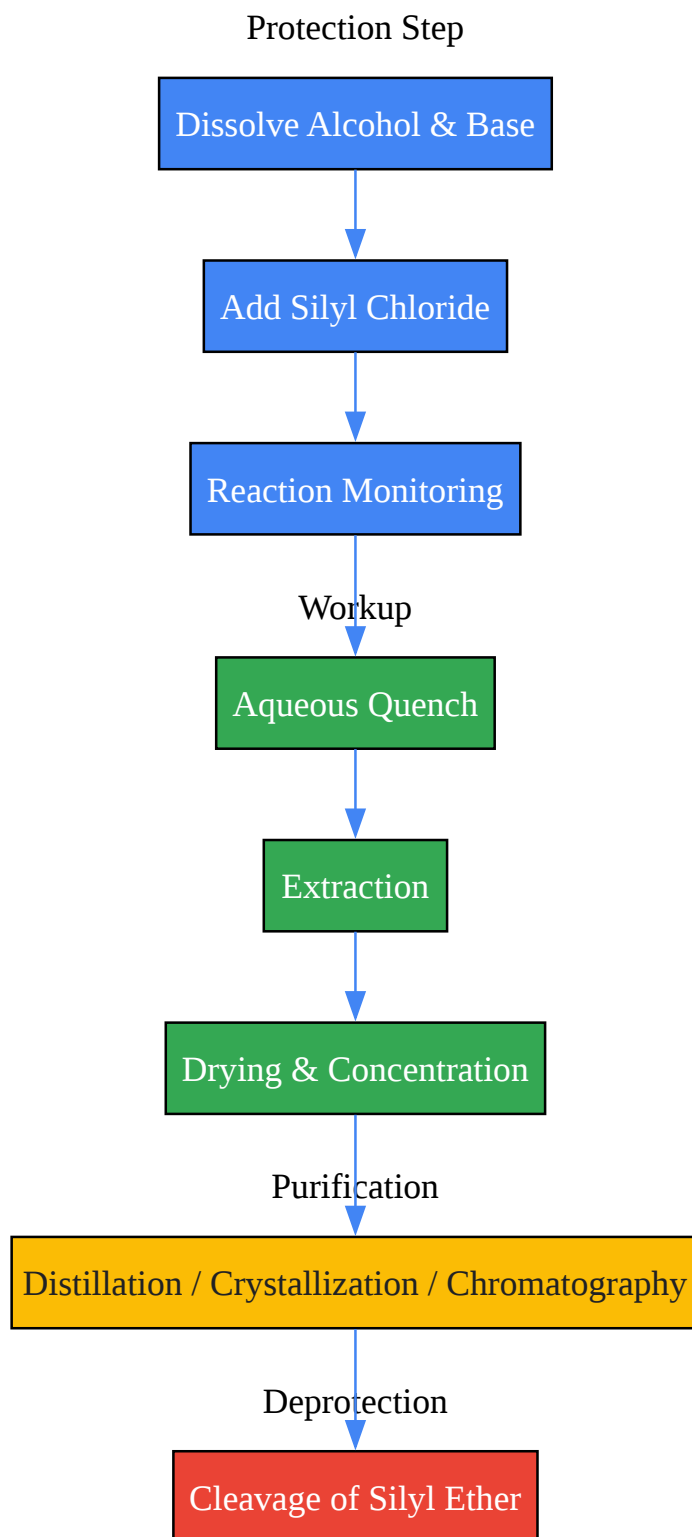 Protection Step
Dissolve Alcohol & Base
Add Silyl Chloride
Reaction Monitoring
Workup
Aqueous Quench
Extraction
Drying & Concentration
Purification
Distillation / Crystallization / Chromatography
Deprotection
Cleavage of Silyl Ether